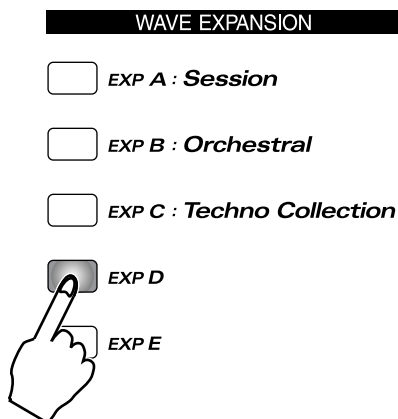 WAVE EXPANSION
EXP A : Session
EXP B : Orchestral
EXP C : Techno Collection
EXP D
EXP E